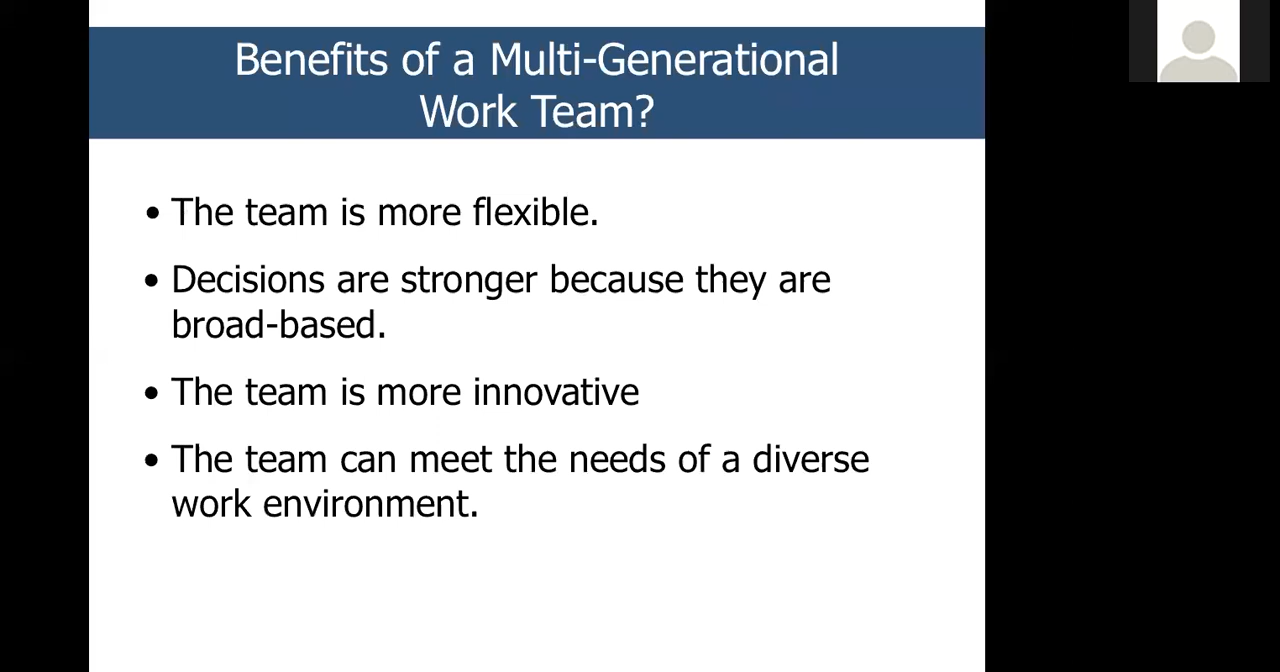 Benefits of a Multi-Generational
Work Team?
• The team is more flexible.
• Decisions are stronger because they are
broad-based.
• The team is more innovative
• The team can meet the needs of a diverse
work environment.